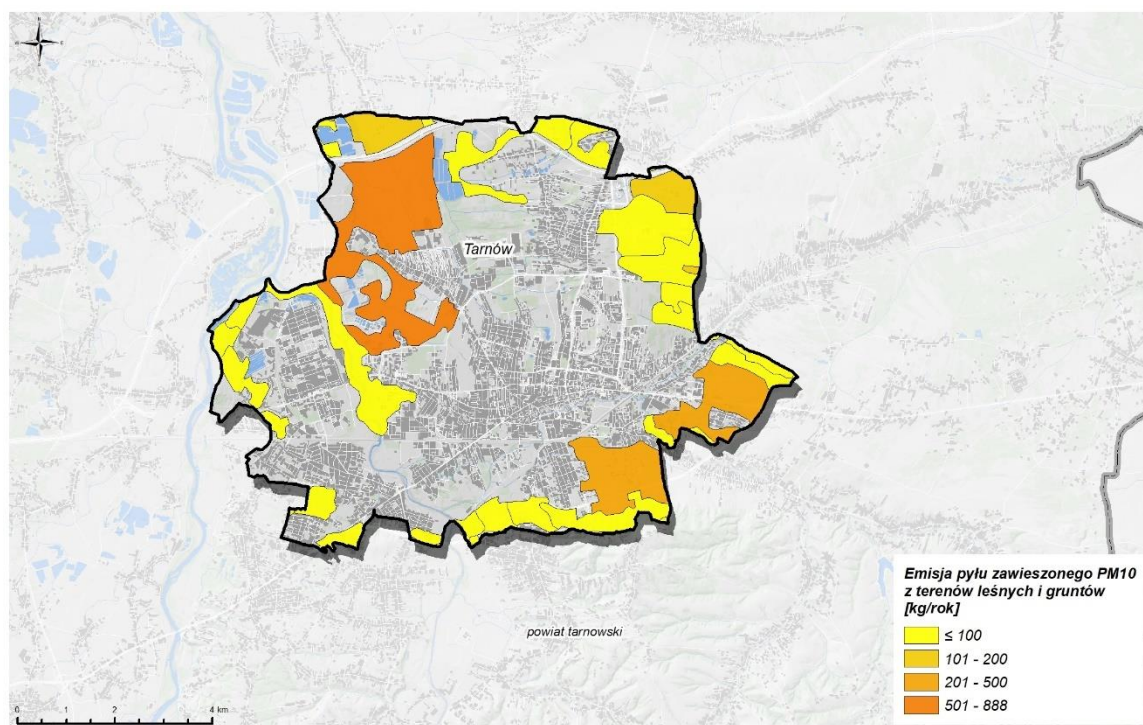 N
W
E
S
Tarnów
powiat tarnowski
Emisja pyłu zawieszonego PM10
z terenów leśnych i gruntów
[kg/rok]
≤ 100
101 - 200
201 - 500
501 - 888
0 1 2 4 km